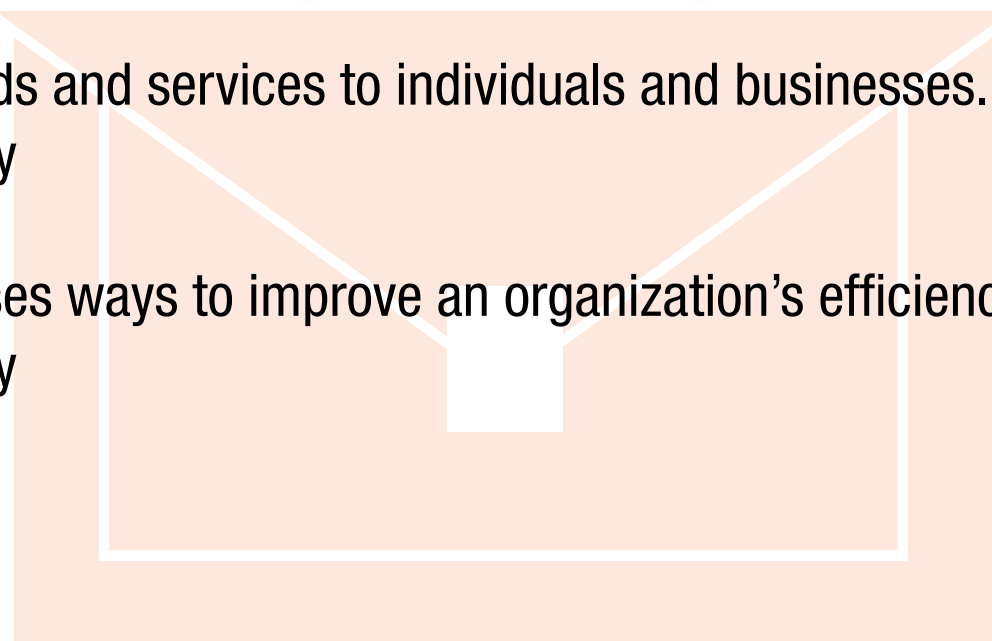 ds and services to individuals and businesses.
y
ses ways to improve an organization’s efficienc
y